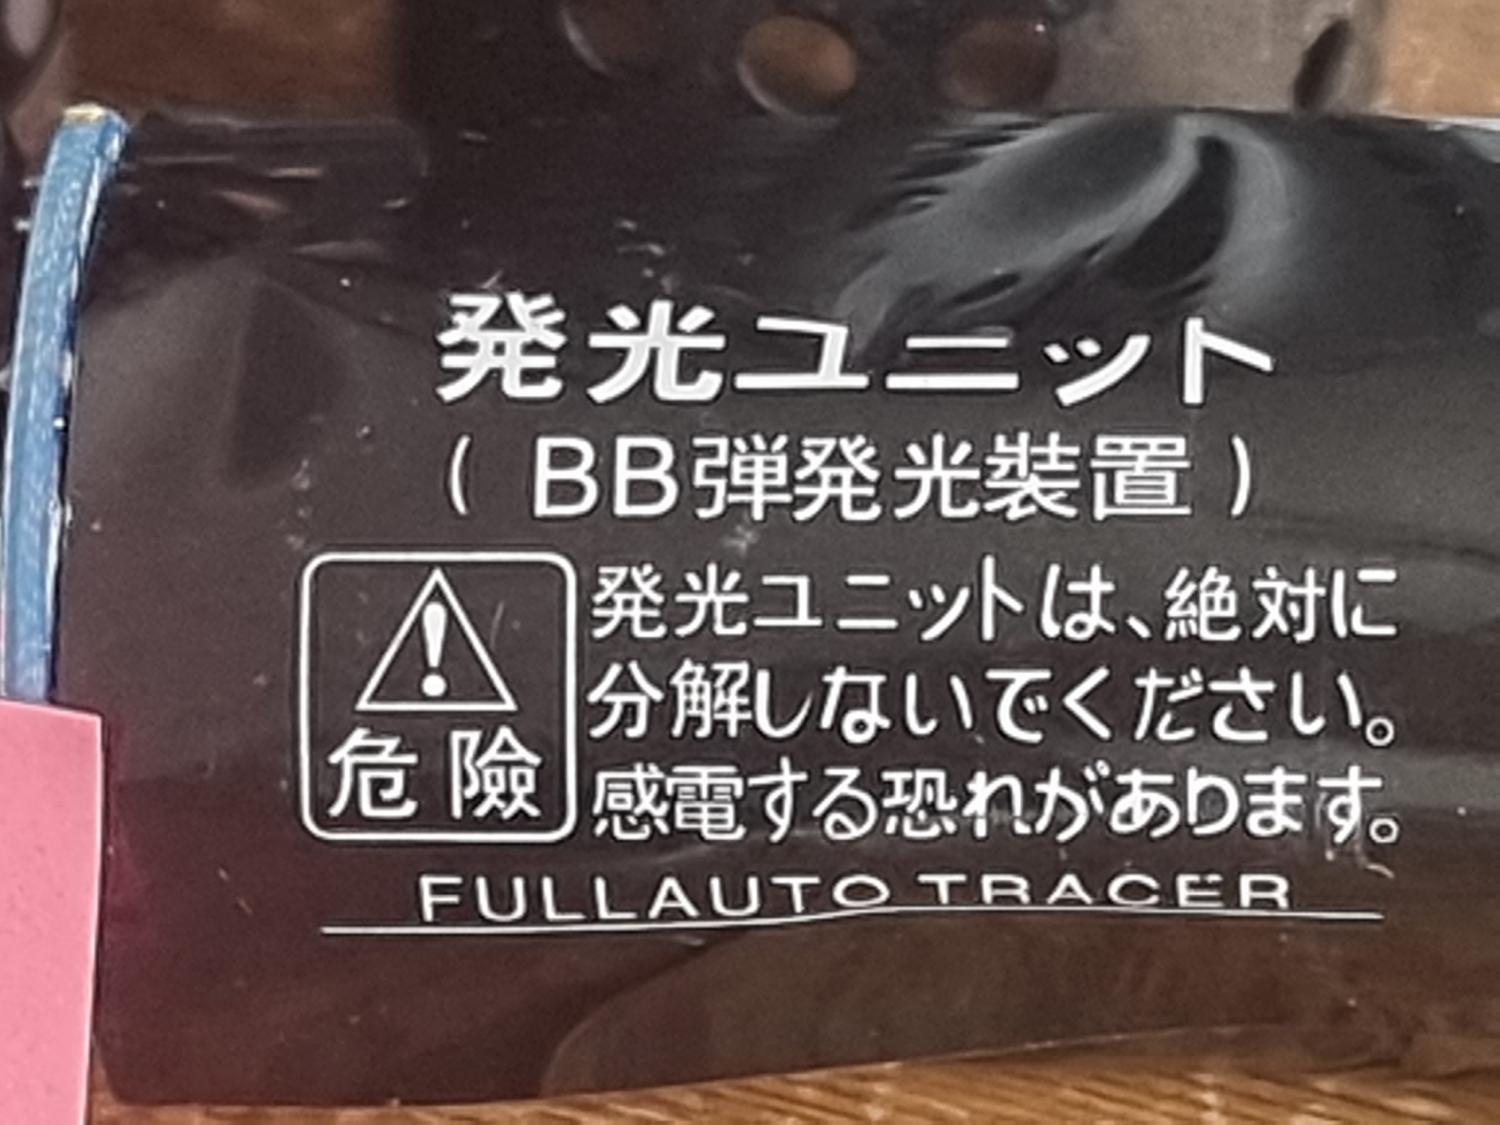 発光ユニット
( BB弾発光装置 )
発光ユニットは、絶対に
分解しないでください。
危険 感電する恐れがあります。
FULLAUTO TRACER